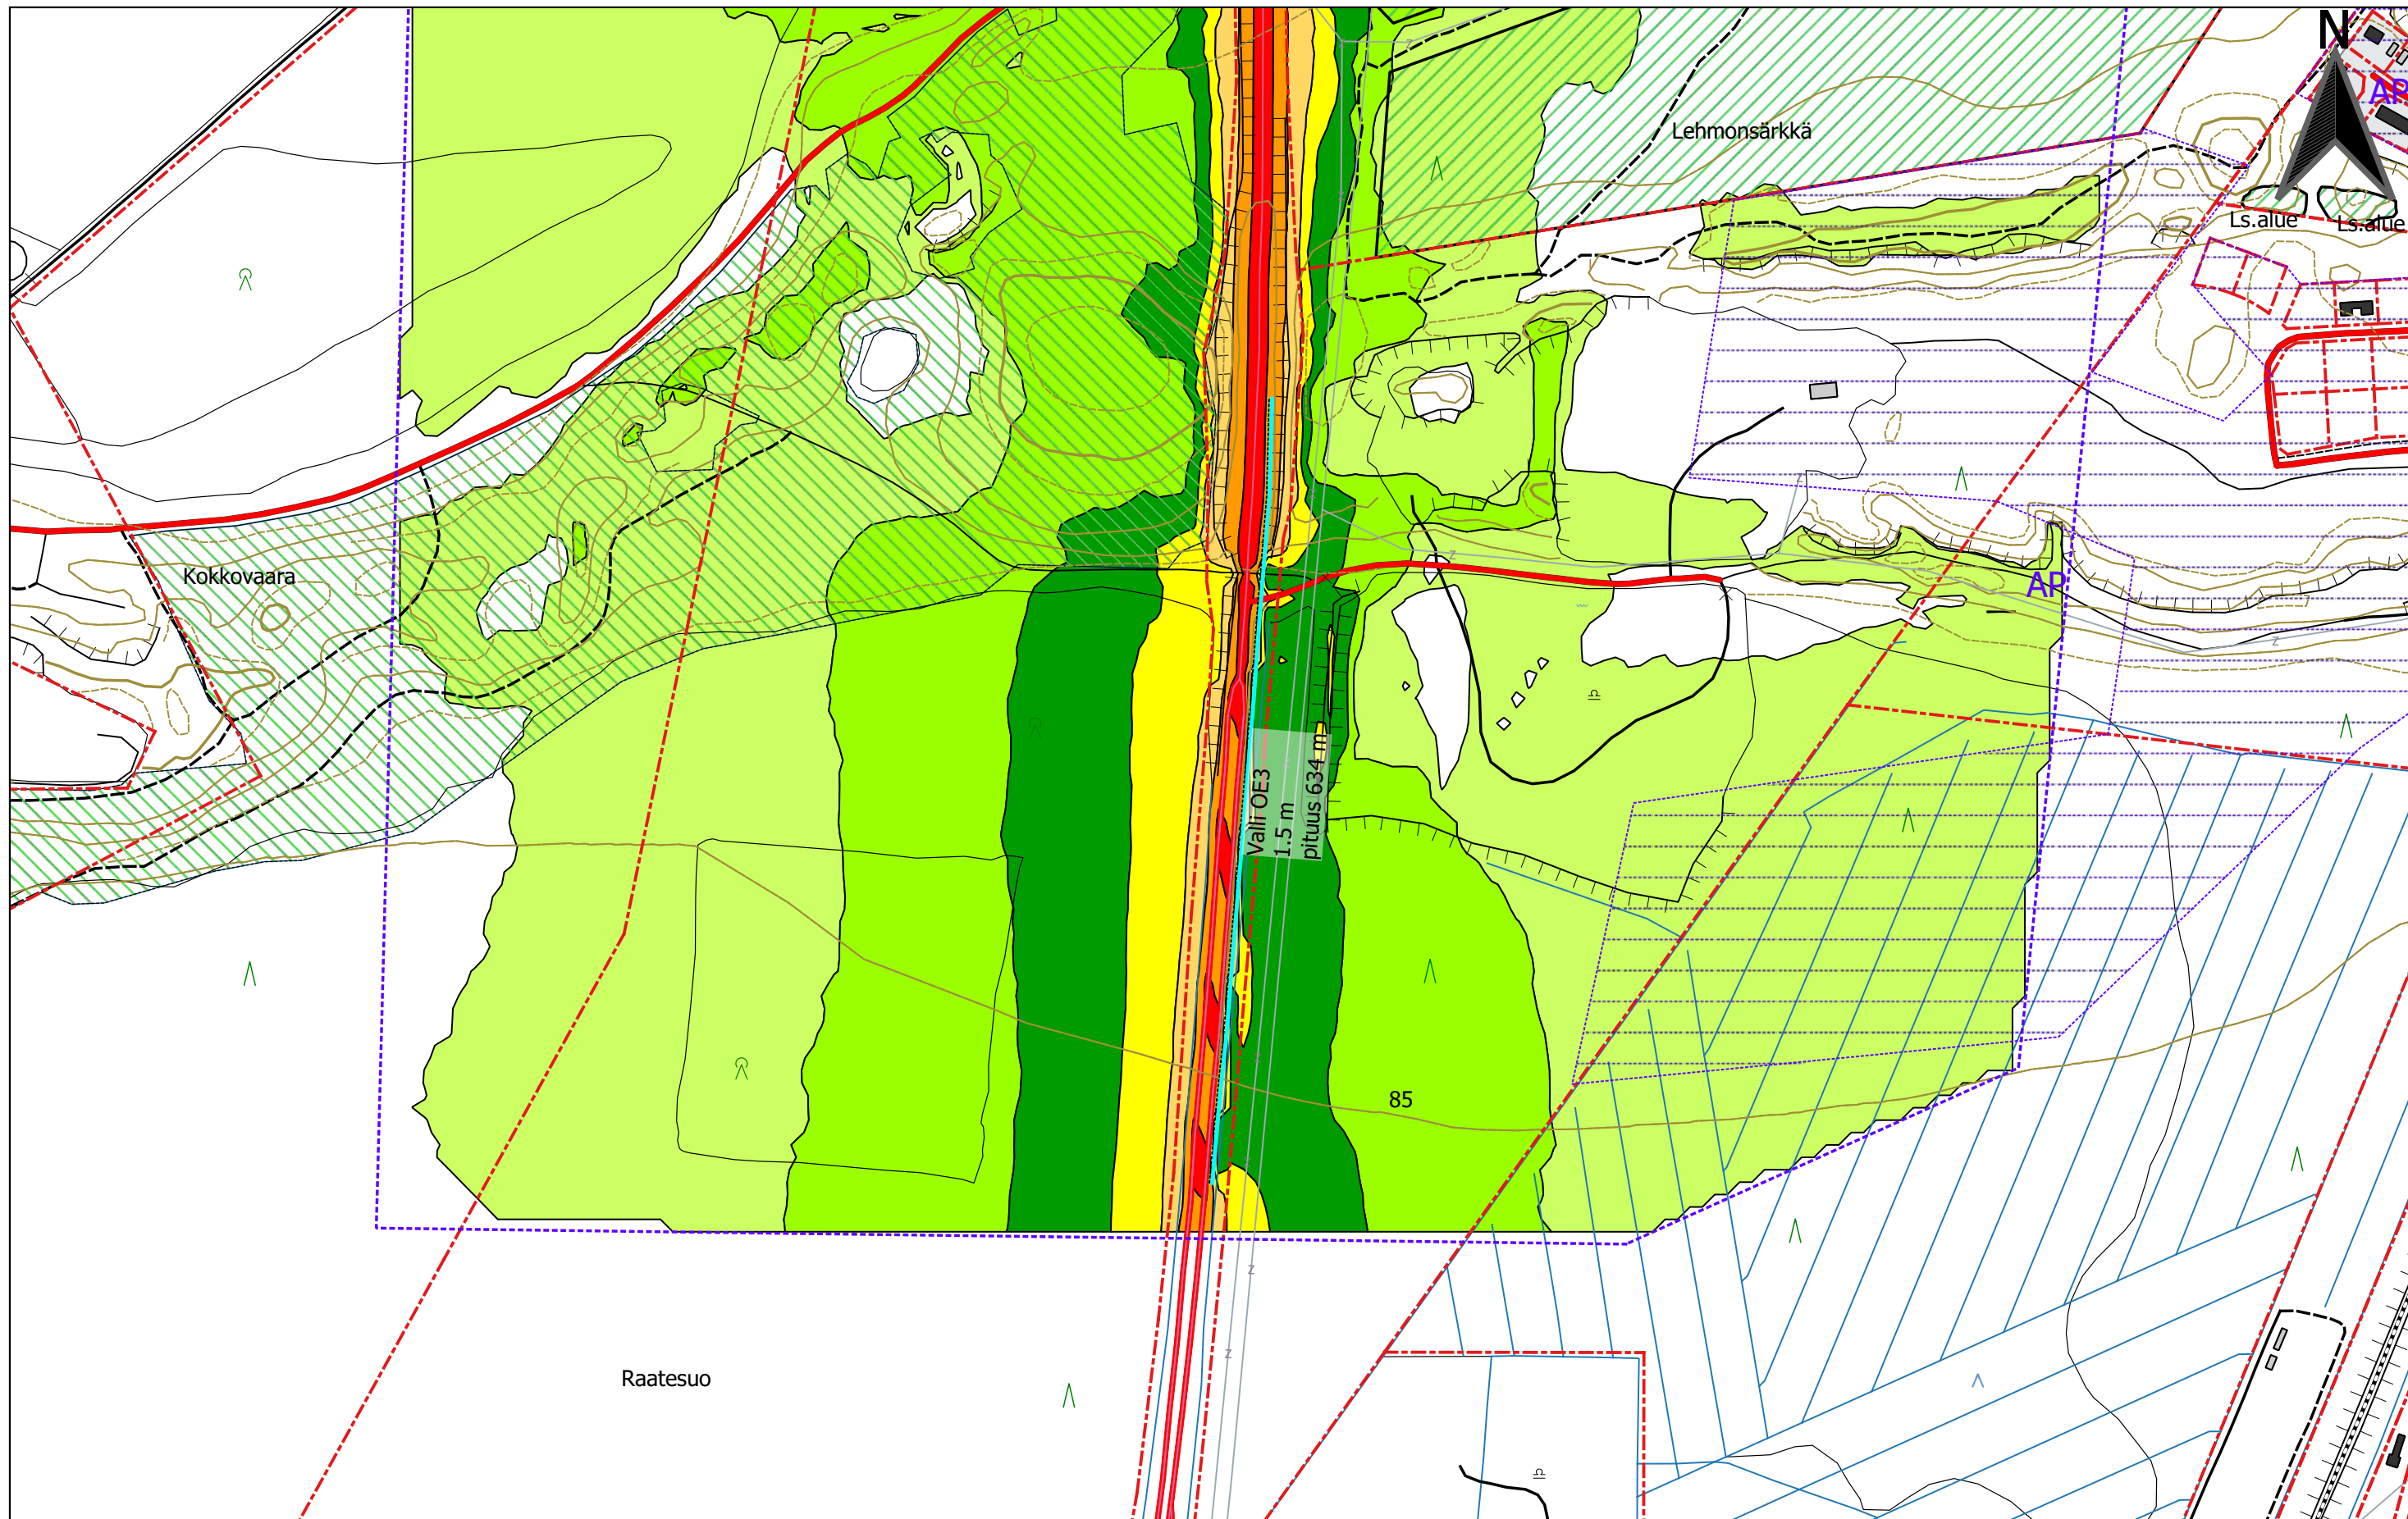 N
AP
Lehmonsärkkä
Ls.alue
Ls.alue
Kokkovaara
AP
Valli OE3
1.5 m
pituus 634 m
85
Raatesuo